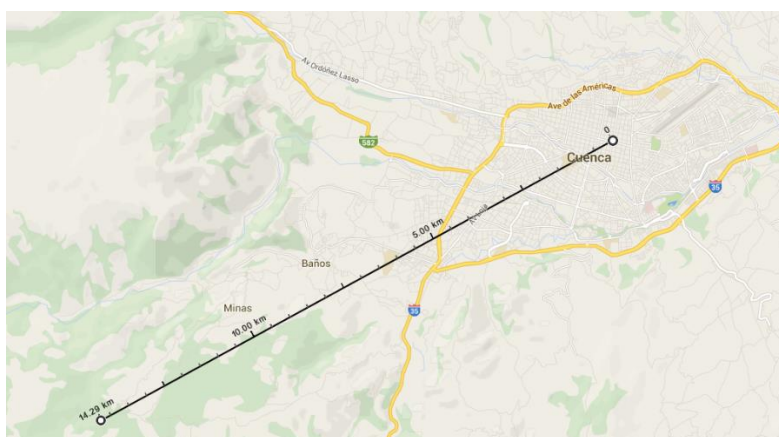 Av Ordóñez Lasso
Ave de las Américas
582
0
Cuenca
35
Avenia
5.00 km
Baños
Minas
35
10.00 km
14.29 km